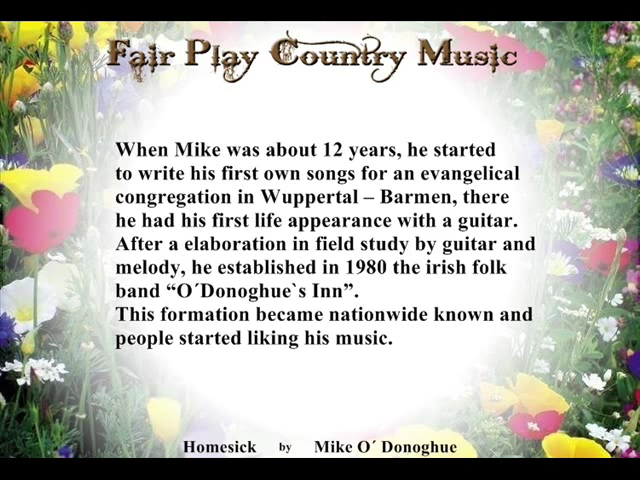 Fair Play Country Music
When Mike was about 12 years, he started
to write his first own songs for an evangelical
congregation in Wuppertal – Barmen, there
he had his first life appearance with a guitar.
After a elaboration in field study by guitar and
melody, he established in 1980 the irish folk
band “O´Donoghue`s Inn”.
This formation became nationwide known and
people started liking his music.
Homesick by Mike O´ Donoghue